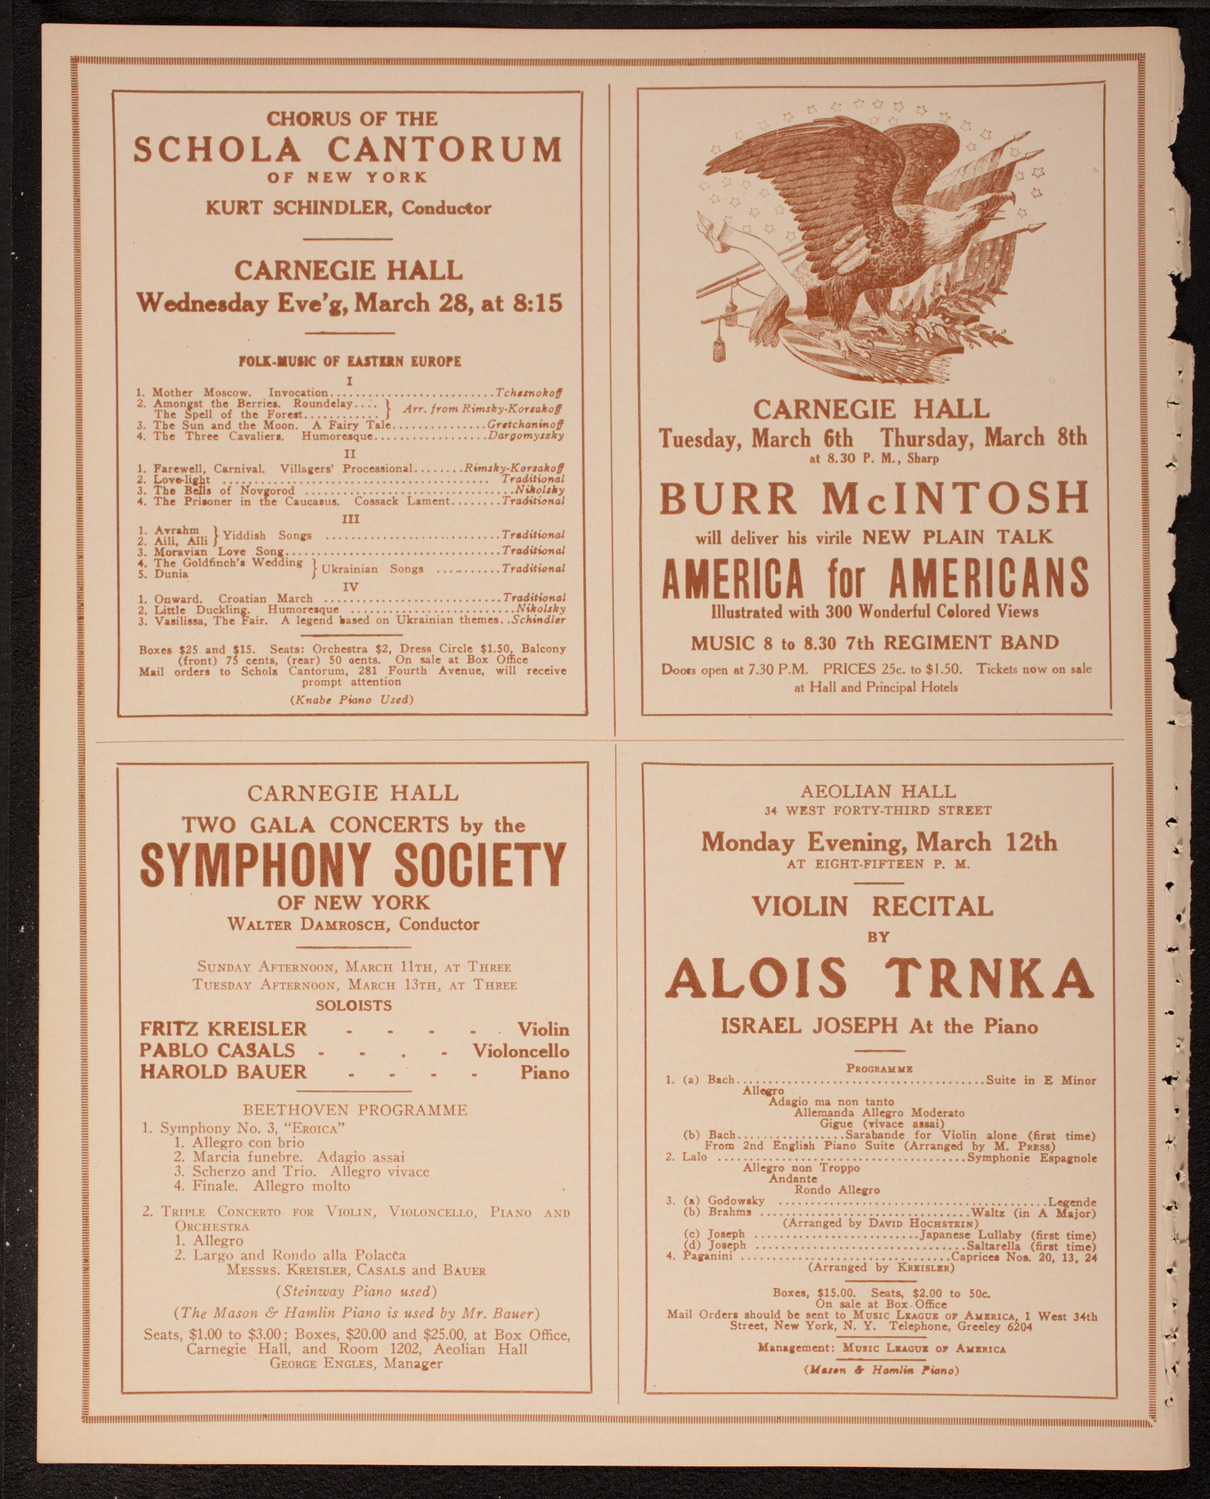 CHORUS OF THE
SCHOLA CANTORUM
OF NEW YORK
KURT SCHINDLER, Conductor
CARNEGIE HALL
Wednesday Eve'g, March 28, at 8:15
FOLK-MUSIC OF EASTERN EUROPE
I
1. Mother Moscow. Invocation..........................Tchesnokoff
2. Amongst the Berries. Roundelay.... } Arr. from Rimsky-Korsakoff
The Spell of the Forest............
3. The Sun and the Moon. A Fairy Tale...............Gretchaninoff
4. The Three Cavaliers. Humoresque.................Dargomyszky
II
1. Farewell, Carnival. Villagers' Processional........Rimsky-Korsakoff
2. Love-light ........................................ Traditional
3. The Bells of Novgorod ................................Nikolsky
4. The Prisoner in the Caucasus. Cossack Lament........Traditional
III
1. Avrahm } Yiddish Songs ...........................Traditional
2. Aili, Aili
3. Moravian Love Song..................................Traditional
4. The Goldfinch's Wedding } Ukrainian Songs ..........Traditional
5. Dunia
IV
1. Onward. Croatian March ............................Traditional
2. Little Duckling. Humoresque ..........................Nikolsky
3. Vasilissa, The Fair. A legend based on Ukrainian themes..Schindler
Boxes $25 and $15. Seats: Orchestra $2, Dress Circle $1.50, Balcony
(front) 75 cents, (rear) 50 cents. On sale at Box Office
Mail orders to Schola Cantorum, 281 Fourth Avenue, will receive
prompt attention
(Knabe Piano Used)
CARNEGIE HALL
Tuesday, March 6th Thursday, March 8th
at 8.30 P. M., Sharp
BURR McINTOSH
will deliver his virile NEW PLAIN TALK
AMERICA for AMERICANS
Illustrated with 300 Wonderful Colored Views
MUSIC 8 to 8.30 7th REGIMENT BAND
Doors open at 7.30 P.M. PRICES 25c. to $1.50. Tickets now on sale
at Hall and Principal Hotels
CARNEGIE HALL
TWO GALA CONCERTS by the
SYMPHONY SOCIETY
OF NEW YORK
WALTER DAMROSCH, Conductor
SUNDAY AFTERNOON, MARCH 11TH, AT THREE
TUESDAY AFTERNOON, MARCH 13TH, AT THREE
SOLOISTS
FRITZ KREISLER - - - - Violin
PABLO CASALS - - - - Violoncello
HAROLD BAUER - - - - Piano
BEETHOVEN PROGRAMME
1. Symphony No. 3, "EROICA"
1. Allegro con brio
2. Marcia funebre. Adagio assai
3. Scherzo and Trio. Allegro vivace
4. Finale. Allegro molto
2. TRIPLE CONCERTO FOR VIOLIN, VIOLONCELLO, PIANO AND
ORCHESTRA
1. Allegro
2. Largo and Rondo alla Polacca
MESSRS. KREISLER, CASALS and BAUER
(Steinway Piano used)
(The Mason & Hamlin Piano is used by Mr. Bauer)
Seats, $1.00 to $3.00; Boxes, $20.00 and $25.00, at Box Office,
Carnegie Hall, and Room 1202, Aeolian Hall
GEORGE ENGLES, Manager
AEOLIAN HALL
34 WEST FORTY-THIRD STREET
Monday Evening, March 12th
AT EIGHT-FIFTEEN P. M.
VIOLIN RECITAL
BY
ALOIS TRNKA
ISRAEL JOSEPH At the Piano
PROGRAMME
1. (a) Bach.....................................Suite in E Minor
Allegro
Adagio ma non tanto
Allemanda Allegro Moderato
Gigue (vivace assai)
(b) Bach................Sarabande for Violin alone (first time)
From 2nd English Piano Suite (Arranged by M. PRESS)
2. Lalo .....................................Symphonie Espagnole
Allegro non Troppo
Andante
Rondo Allegro
3. (a) Godowsky ........................................Legende
(b) Brahms ...............................Waltz (in A Major)
(Arranged by DAVID HOCHSTEIN)
(c) Joseph ........................Japanese Lullaby (first time)
(d) Joseph ...............................Saltarella (first time)
4. Paganini ...............................Caprices Nos. 20, 13, 24
(Arranged by KREISLER)
Boxes, $15.00. Seats, $2.00 to 50c.
On sale at Box Office
Mail Orders should be sent to MUSIC LEAGUE OF AMERICA, 1 West 34th
Street, New York, N. Y. Telephone, Greeley 6204
Management: MUSIC LEAGUE OF AMERICA
(Mason & Hamlin Piano)